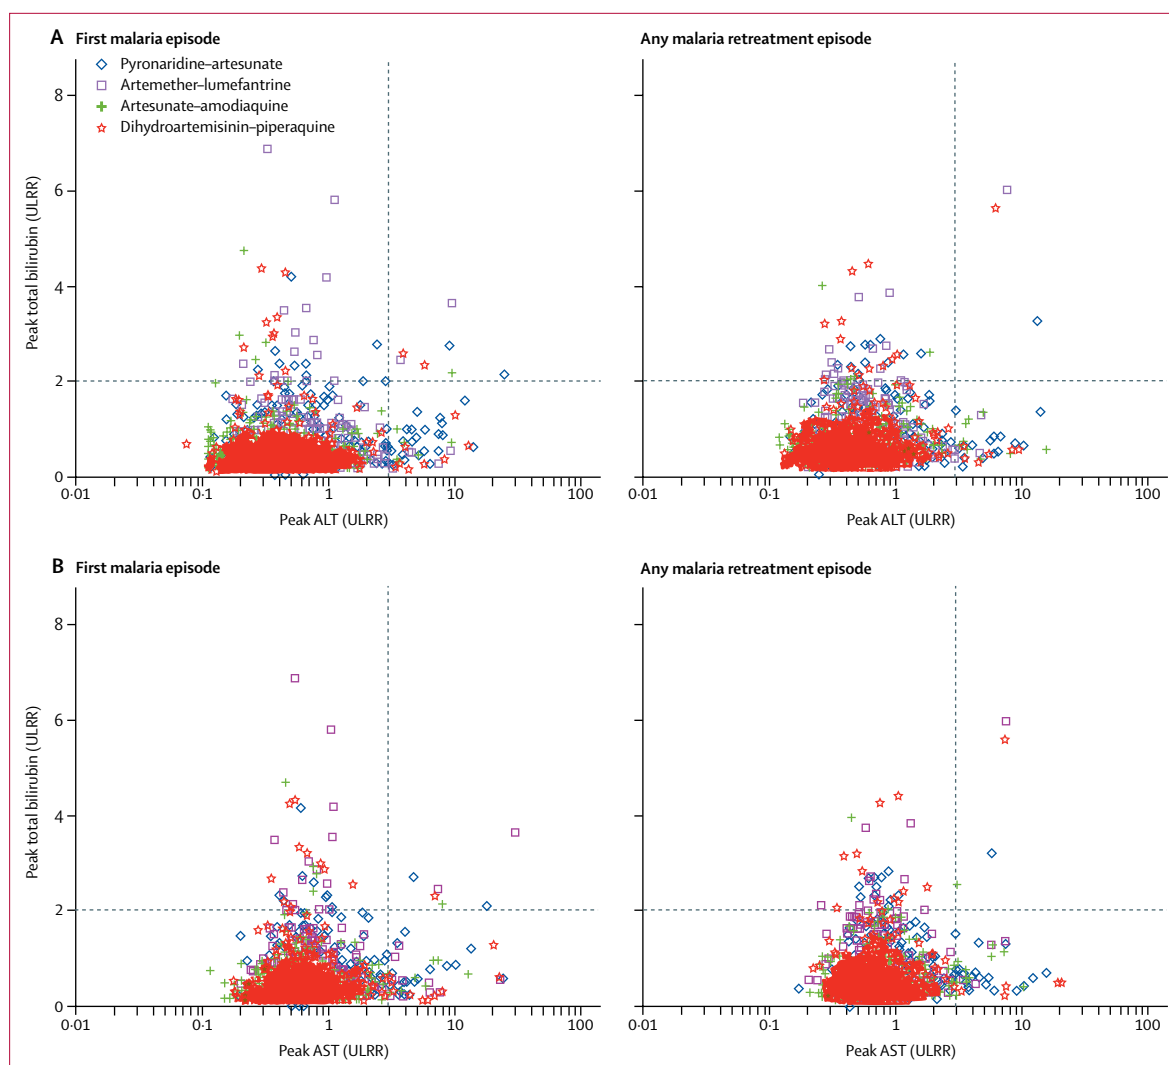 A First malaria episode
Pyronaridine–artesunate
Artemether–lumefantrine
Artesunate–amodiaquine
Dihydroartemisinin–piperaquine
Peak total bilirubin (ULRR)
8
6
4
2
0
0·01 0·1 1 10 100
Peak ALT (ULRR)
Any malaria retreatment episode
0·01 0·1 1 10 100
Peak ALT (ULRR)
B First malaria episode
Peak total bilirubin (ULRR)
8
6
4
2
0
0·01 0·1 1 10 100
Peak AST (ULRR)
Any malaria retreatment episode
0·01 0·1 1 10 100
Peak AST (ULRR)